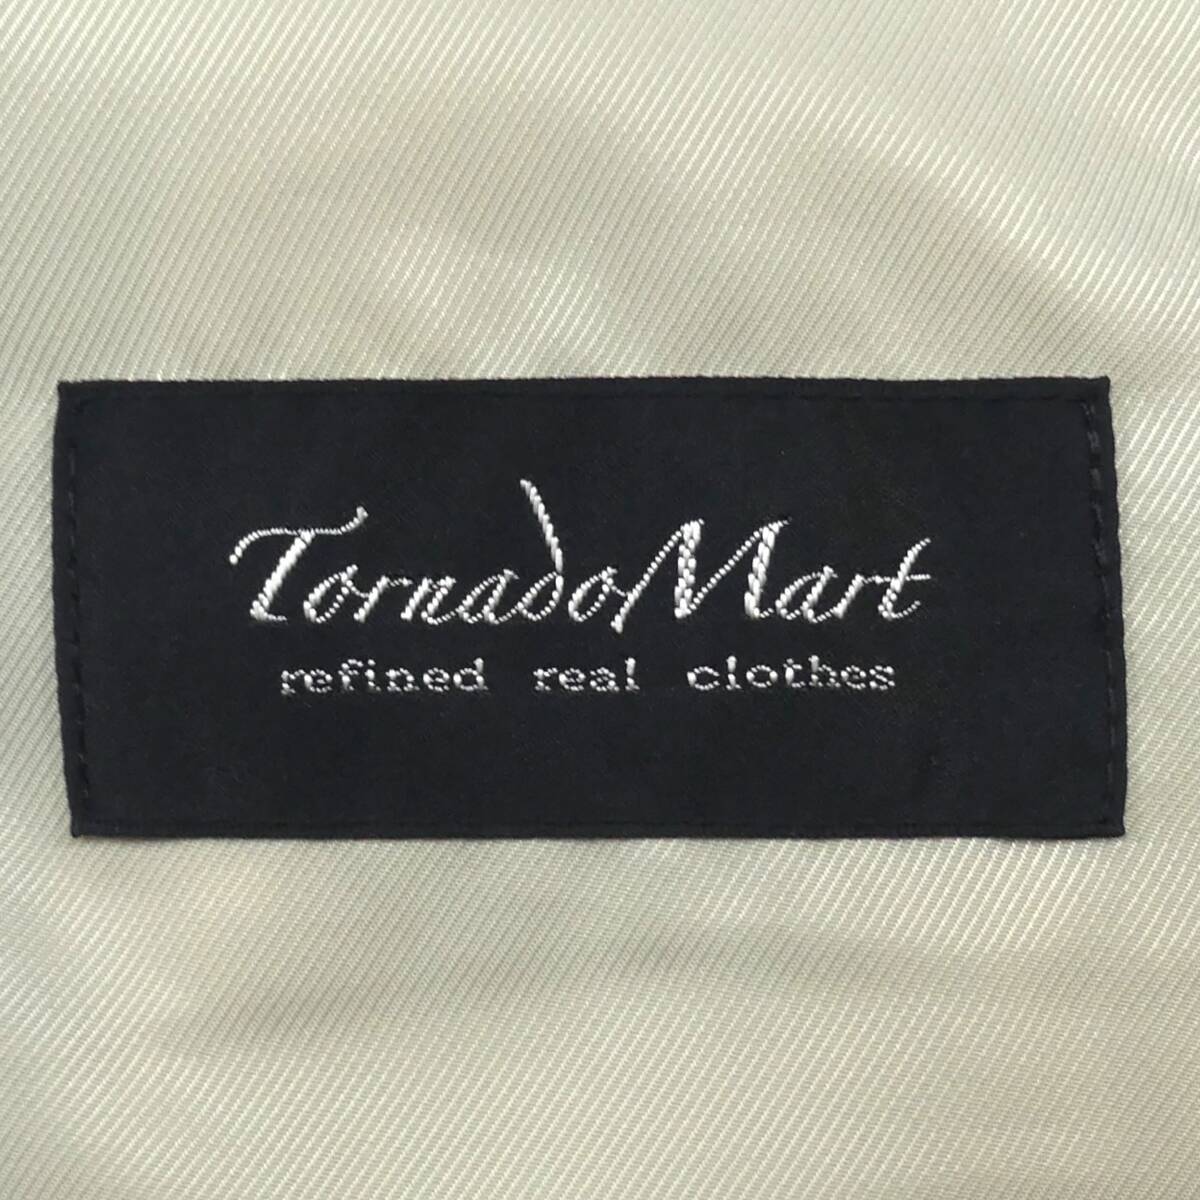 TornadoMart
refined real clothes